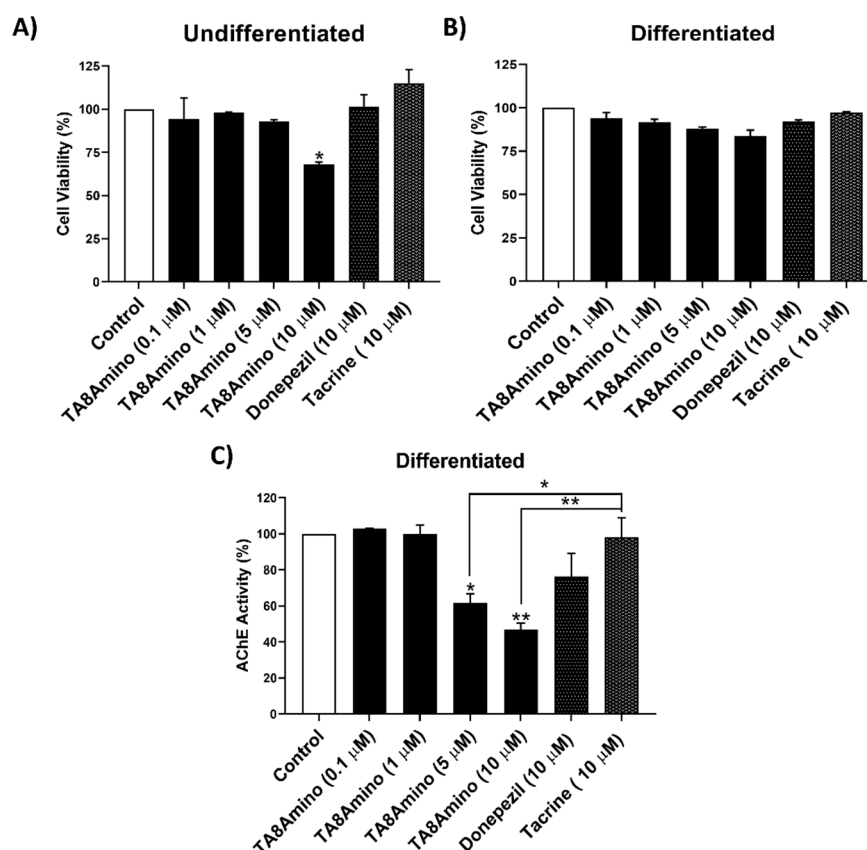 A)
Undifferentiated
Cell Viability (%)
125
100
75
50
25
0
*
Control
TA8Amino (0.1 μM)
TA8Amino (1 μM)
TA8Amino (5 μM)
TA8Amino (10 μM)
Donepezil (10 μM)
Tacrine ( 10 μM)
B)
Differentiated
Cell Viability (%)
125
100
75
50
25
0
Control
TA8Amino (0.1 μM)
TA8Amino (1 μM)
TA8Amino (5 μM)
TA8Amino (10 μM)
Donepezil (10 μM)
Tacrine ( 10 μM)
C)
Differentiated
AChE Activity (%)
120
100
80
60
40
20
0
*
**
*
**
Control
TA8Amino (0.1 μM)
TA8Amino (1 μM)
TA8Amino (5 μM)
TA8Amino (10 μM)
Donepezil (10 μM)
Tacrine ( 10 μM)